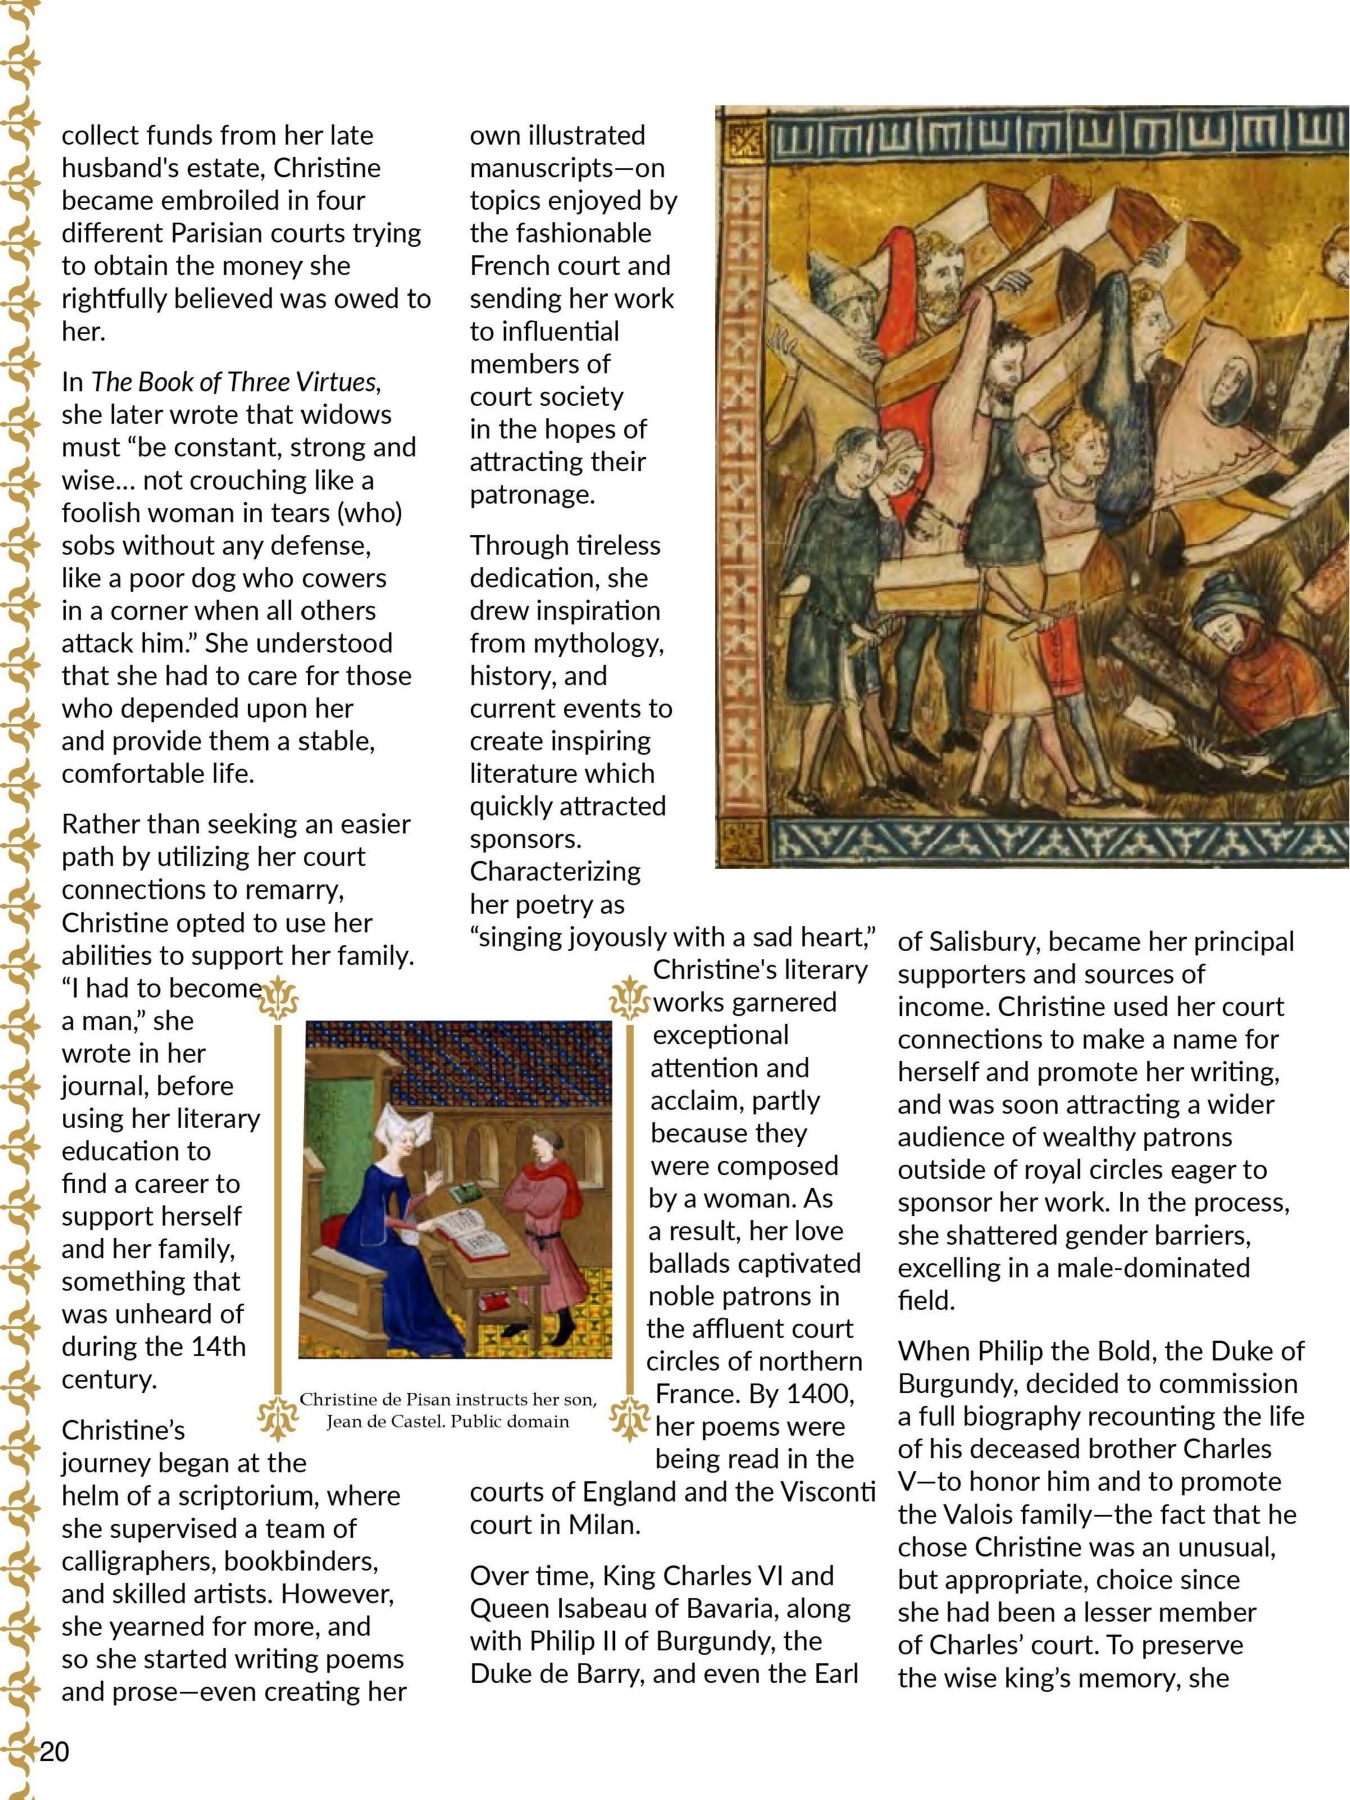 collect funds from her late
husband's estate, Christine
became embroiled in four
different Parisian courts trying
to obtain the money she
rightfully believed was owed to
her.
In The Book of Three Virtues,
she later wrote that widows
must “be constant, strong and
wise... not crouching like a
foolish woman in tears (who)
sobs without any defense,
like a poor dog who cowers
in a corner when all others
attack him.” She understood
that she had to care for those
who depended upon her
and provide them a stable,
comfortable life.
Rather than seeking an easier
path by utilizing her court
connections to remarry,
Christine opted to use her
abilities to support her family.
“I had to become
a man,” she
wrote in her
journal, before
using her literary
education to
find a career to
support herself
and her family,
something that
was unheard of
during the 14th
century.
Christine’s
journey began at the
helm of a scriptorium, where
she supervised a team of
calligraphers, bookbinders,
and skilled artists. However,
she yearned for more, and
so she started writing poems
and prose—even creating her
own illustrated
manuscripts—on
topics enjoyed by
the fashionable
French court and
sending her work
to influential
members of
court society
in the hopes of
attracting their
patronage.
Through tireless
dedication, she
drew inspiration
from mythology,
history, and
current events to
create inspiring
literature which
quickly attracted
sponsors.
Characterizing
her poetry as
“singing joyously with a sad heart,”
Christine's literary
works garnered
exceptional
attention and
acclaim, partly
because they
were composed
by a woman. As
a result, her love
ballads captivated
noble patrons in
the affluent court
circles of northern
France. By 1400,
her poems were
being read in the
courts of England and the Visconti
court in Milan.
Over time, King Charles VI and
Queen Isabeau of Bavaria, along
with Philip II of Burgundy, the
Duke de Barry, and even the Earl
of Salisbury, became her principal
supporters and sources of
income. Christine used her court
connections to make a name for
herself and promote her writing,
and was soon attracting a wider
audience of wealthy patrons
outside of royal circles eager to
sponsor her work. In the process,
she shattered gender barriers,
excelling in a male-dominated
field.
When Philip the Bold, the Duke of
Burgundy, decided to commission
a full biography recounting the life
of his deceased brother Charles
V—to honor him and to promote
the Valois family—the fact that he
chose Christine was an unusual,
but appropriate, choice since
she had been a lesser member
of Charles’ court. To preserve
the wise king’s memory, she
Christine de Pisan instructs her son,
Jean de Castel. Public domain
20